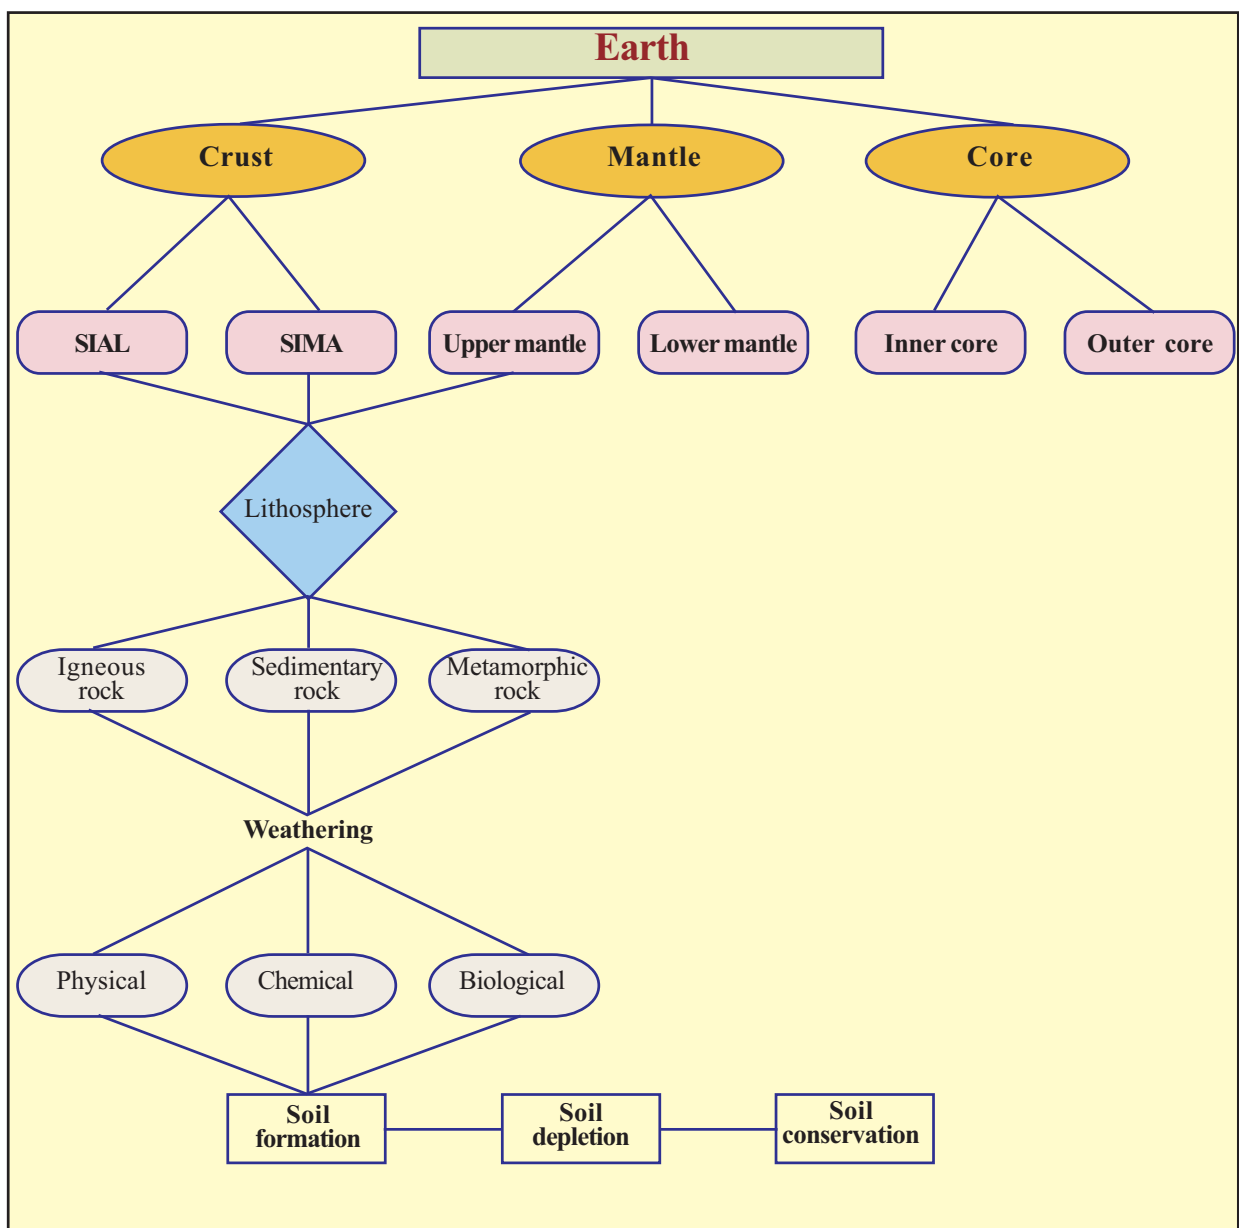 Earth
Crust
Mantle
Core
SIAL
SIMA
Upper mantle
Lower mantle
Inner core
Outer core
Lithosphere
Igneous
rock
Sedimentary
rock
Metamorphic
rock
Weathering
Physical
Chemical
Biological
Soil
formation
Soil
depletion
Soil
conservation